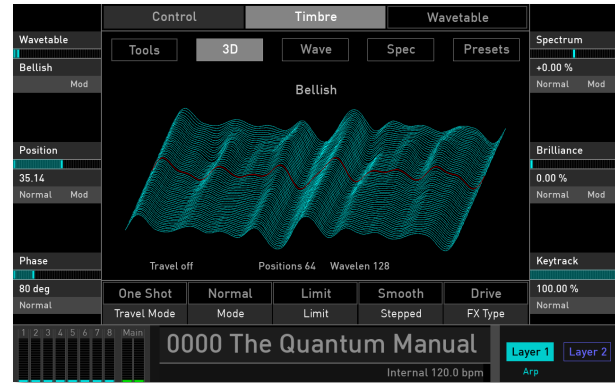 Control Timbre Wavetable
Wavetable
Bellish
Mod
Position
35.14
Normal Mod
Phase
80 deg
Normal
Tools 3D Wave Spec Presets
Bellish
Travel off Positions 64 Wavelen 128
One Shot Normal Limit Smooth Drive
Travel Mode Mode Limit Stepped FX Type
Spectrum
+0.00 %
Normal Mod
Brilliance
0.00 %
Normal Mod
Keytrack
100.00 %
Normal
1 2 3 4 5 6 7 8 Main
0000 The Quantum Manual
Internal 120.0 bpm
Layer 1 Layer 2
Arp